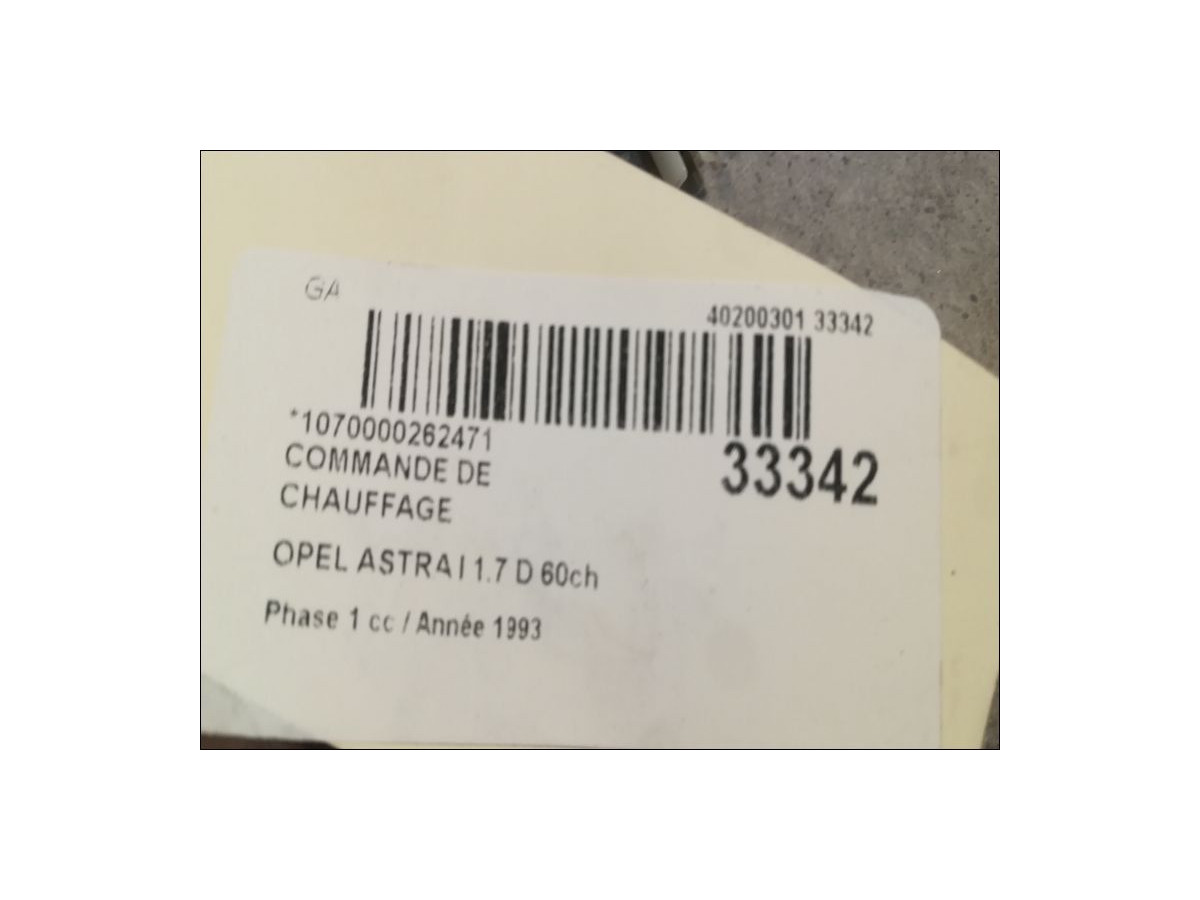 GA
40200301 33342
*1070000262471
33342
COMMANDE DE
CHAUFFAGE
OPEL ASTRA I 1.7 D 60ch
Phase 1 cc / Année 1993